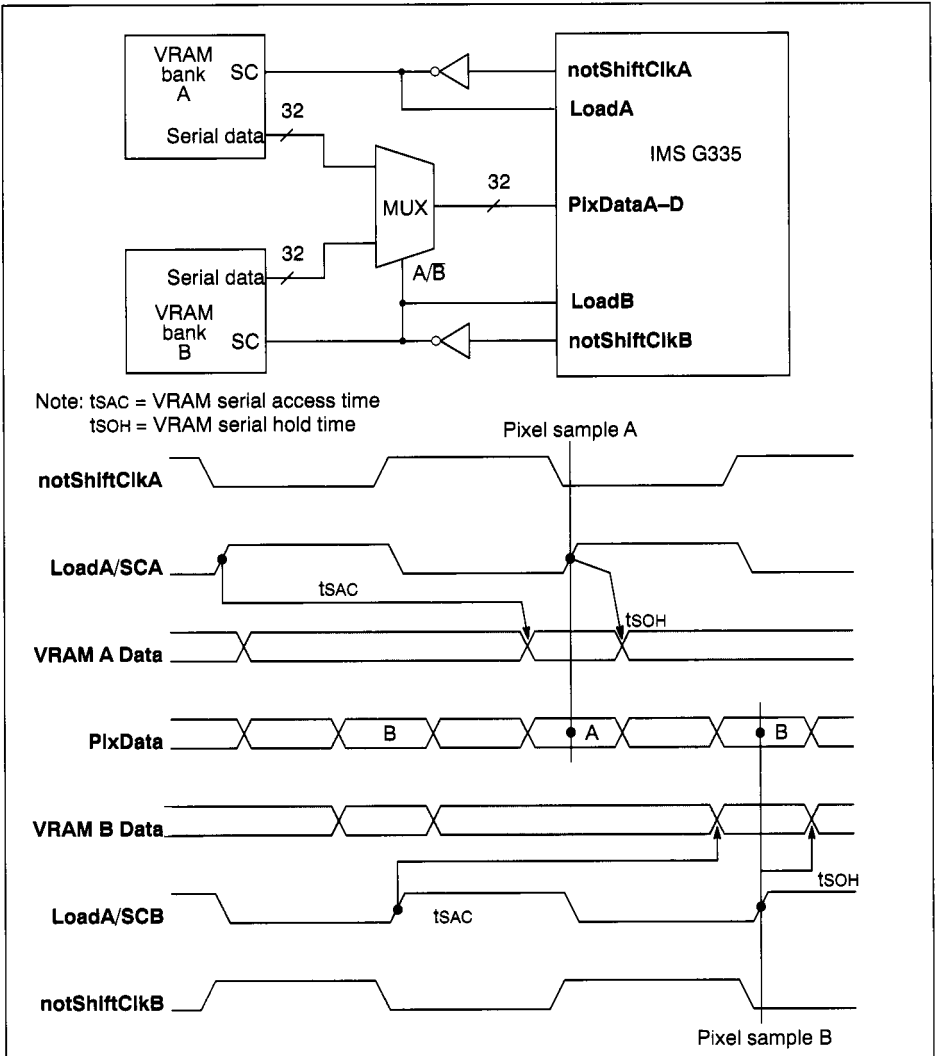 VRAM
bank
A
SC
32
Serial data
notShiftClkA
LoadA
IMS G335
32
PixDataA–D
MUX
32
Serial data
A/B̅
LoadB
VRAM
bank
B
SC
notShiftClkB
Note: tSAC = VRAM serial access time
tSOH = VRAM serial hold time
Pixel sample A
notShiftClkA
LoadA/SCA
tSAC
tSOH
VRAM A Data
PixData
B
A
B
VRAM B Data
tSOH
LoadA/SCB
tSAC
notShiftClkB
Pixel sample B